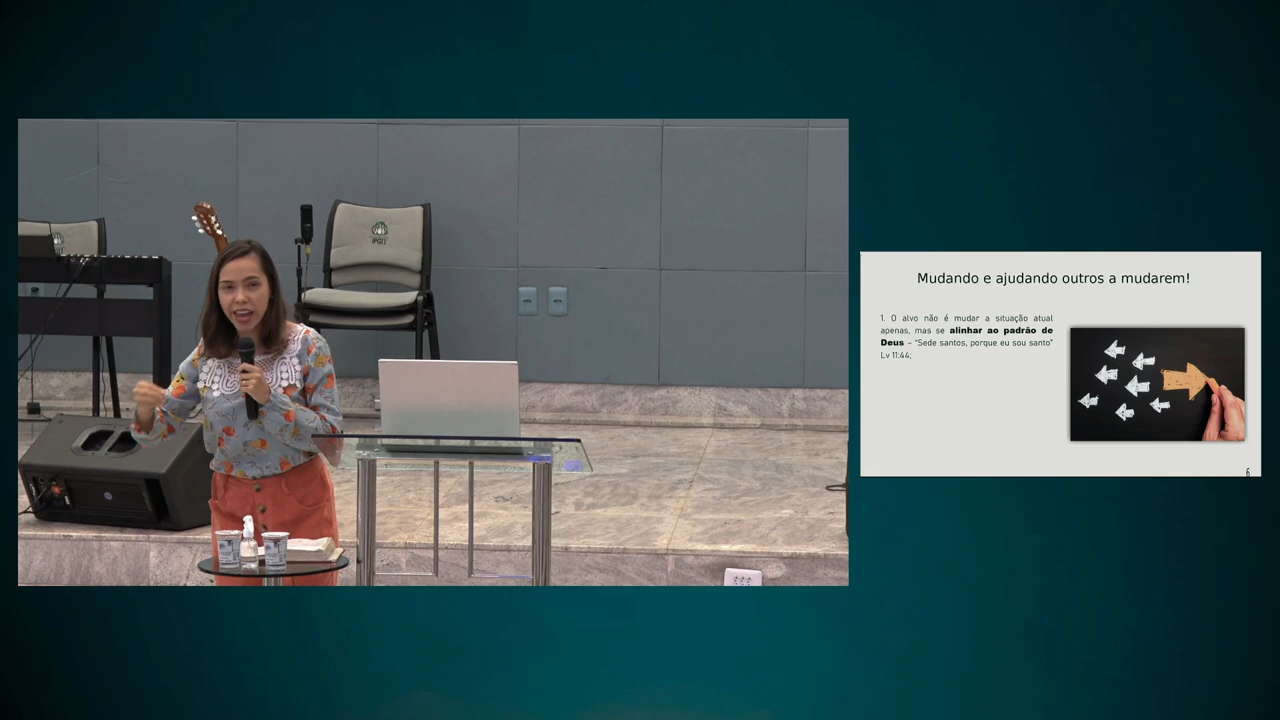 IPGII
Mudando e ajudando outros a mudarem!
1. O alvo não é mudar a situação atual
apenas, mas se alinhar ao padrão de
Deus – "Sede santos, porque eu sou santo"
Lv 11:44;
6